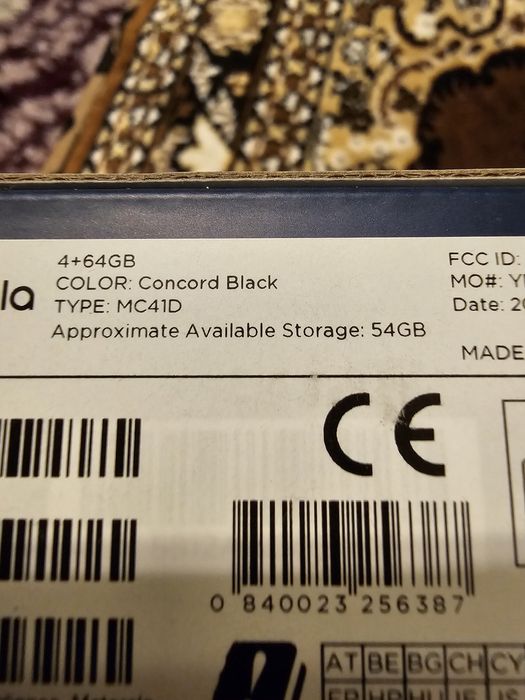 la
4+64GB
COLOR: Concord Black
TYPE: MC41D
Approximate Available Storage: 54GB
FCC ID:
MO#:
Date: 20
MADE
CE
0 840023 256387
AT BE BG CH CY